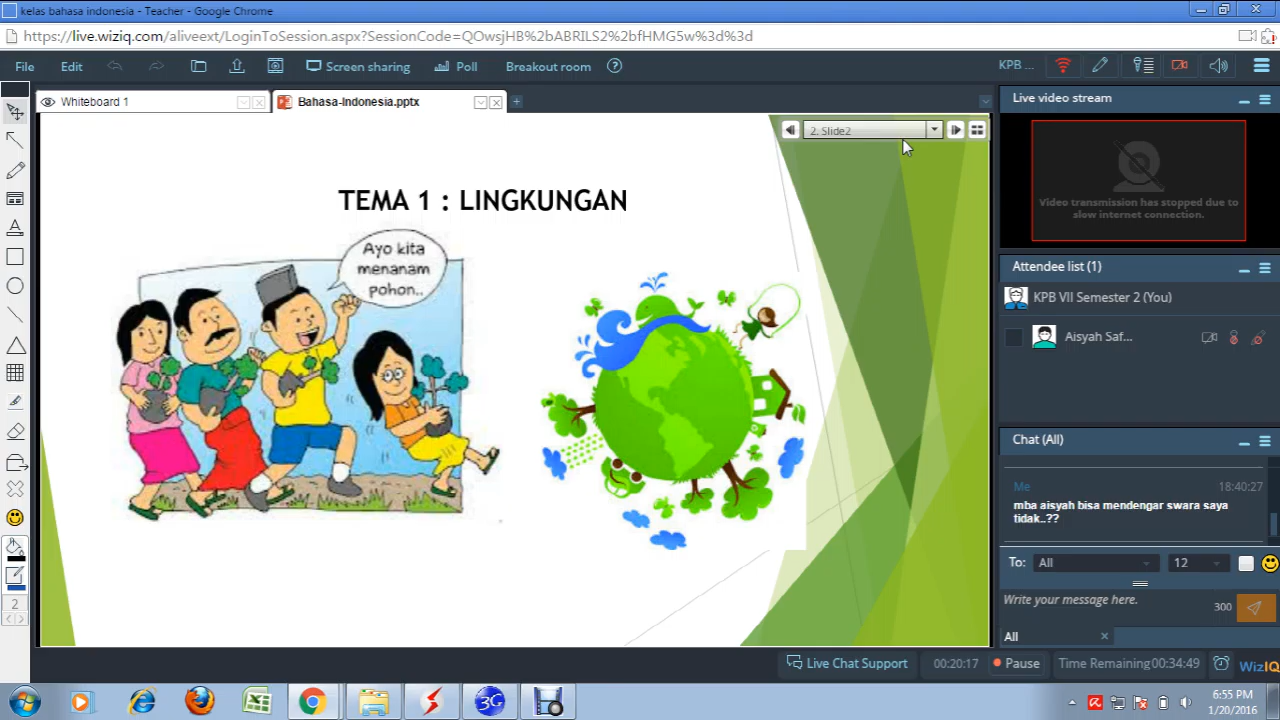 kelas bahasa indonesia - Teacher - Google Chrome
https://live.wiziq.com/aliveext/LoginToSession.aspx?SessionCode=QOwsjHB%2bABRILS2%2bfHMG5w%3d%3d
File Edit Screen sharing Poll Breakout room KPB ...
Whiteboard 1
Bahasa-Indonesia.pptx
2. Slide2
TEMA 1 : LINGKUNGAN
Ayo kita
menanam
pohon..
Live video stream
Video transmission has stopped due to
slow internet connection.
Attendee list (1)
KPB VII Semester 2 (You)
Aisyah Saf...
Chat (All)
Me 18:40:27
mba aisyah bisa mendengar swara saya
tidak..??
To: All 12
Write your message here. 300
All
2
Live Chat Support 00:20:17 Pause Time Remaining 00:34:49 WizIQ
3G
6:55 PM
1/20/2016